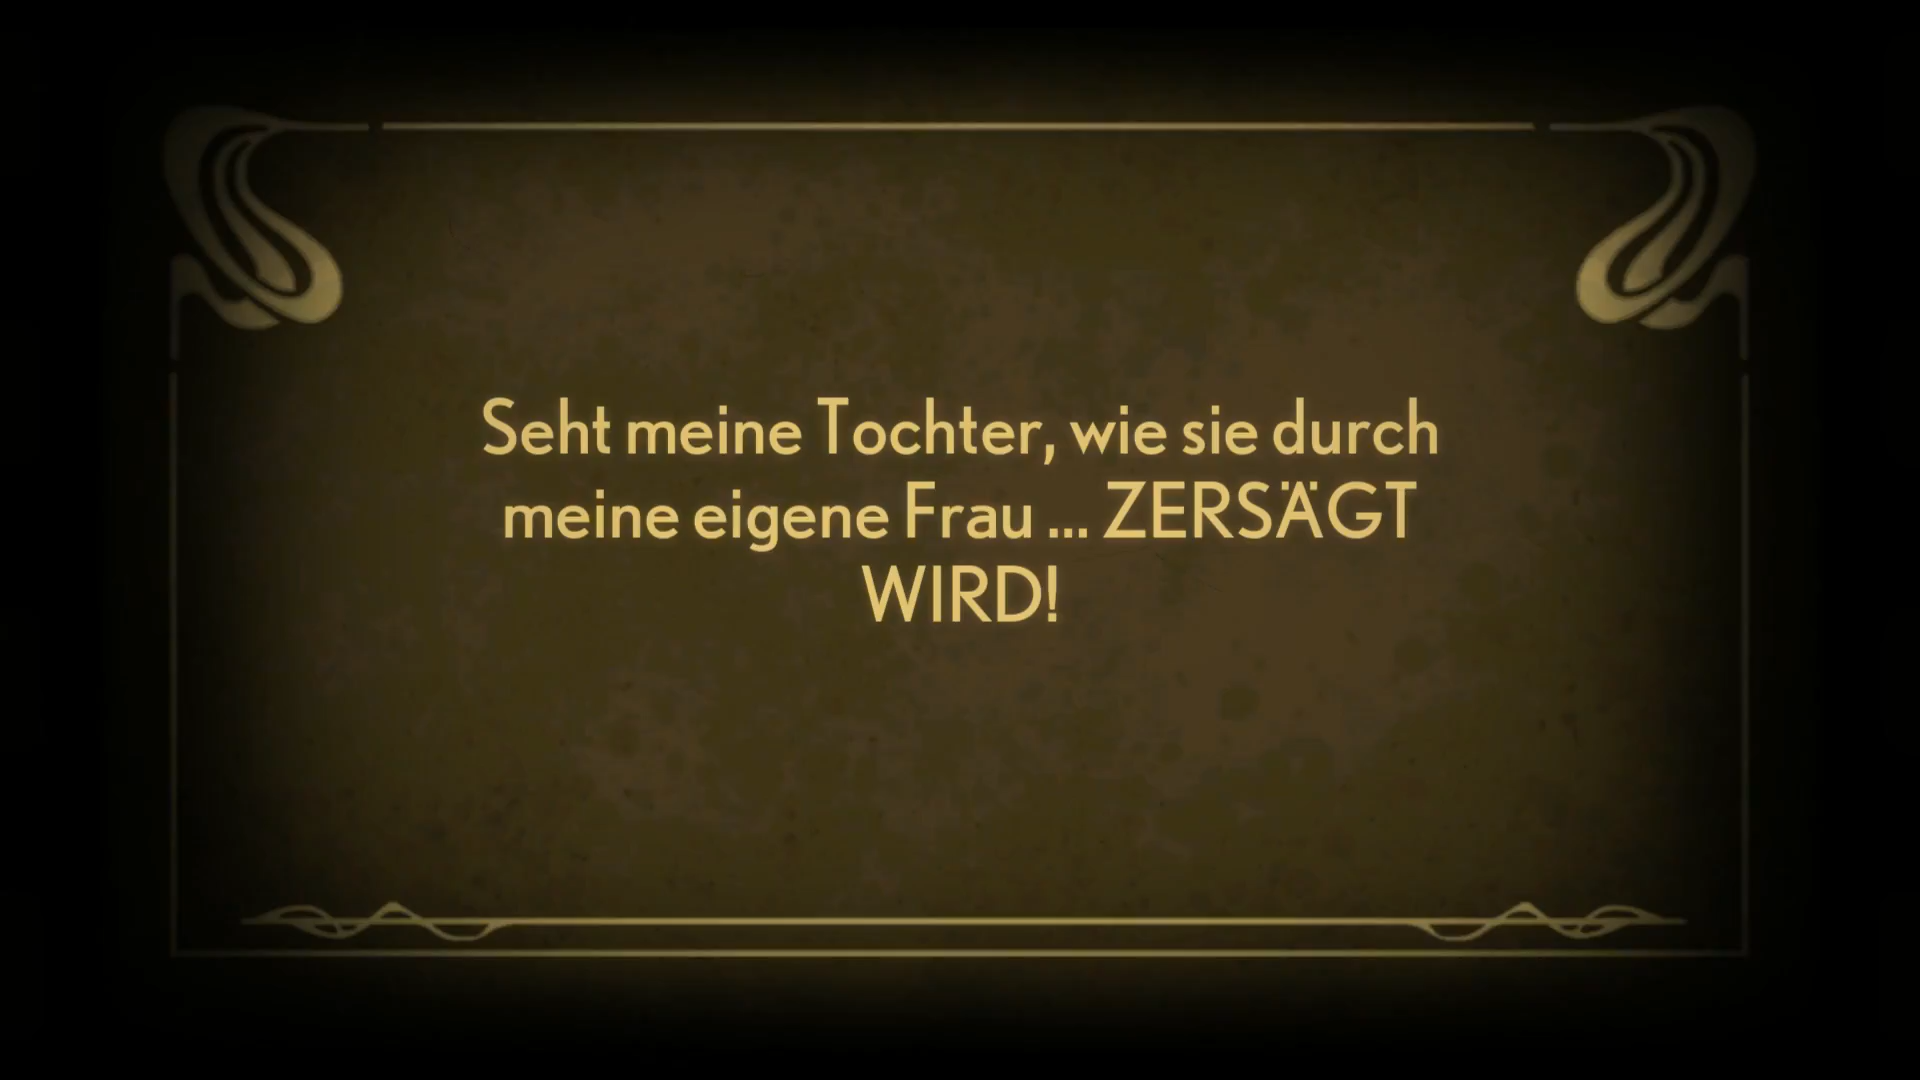 Seht meine Tochter, wie sie durch
meine eigene Frau ... ZERSÄGT
WIRD!